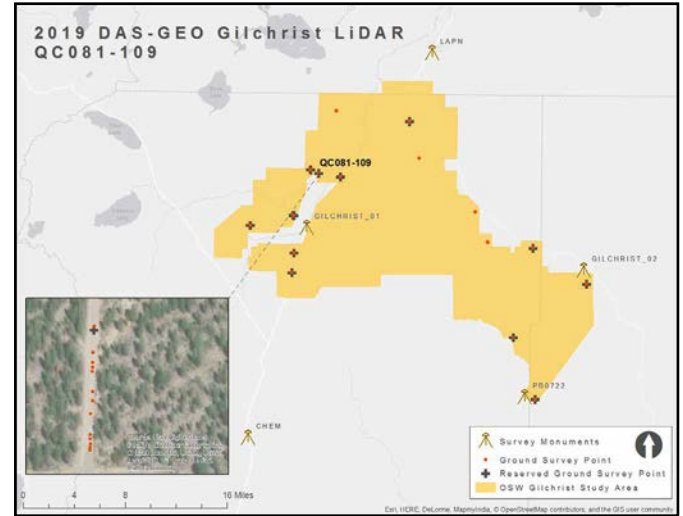 2019 DAS-GEO Gilchrist LiDAR
QC081-109
LAPN
QC081-109
GILCHRIST_01
GILCHRIST_02
PB0722
CHEM
Survey Monuments
Ground Survey Point
Reserved Ground Survey Point
OSW Gilchrist Study Area
0 4 8 16 Miles
Esri, HERE, DeLorme, MapmyIndia, © OpenStreetMap contributors, and the GIS user community